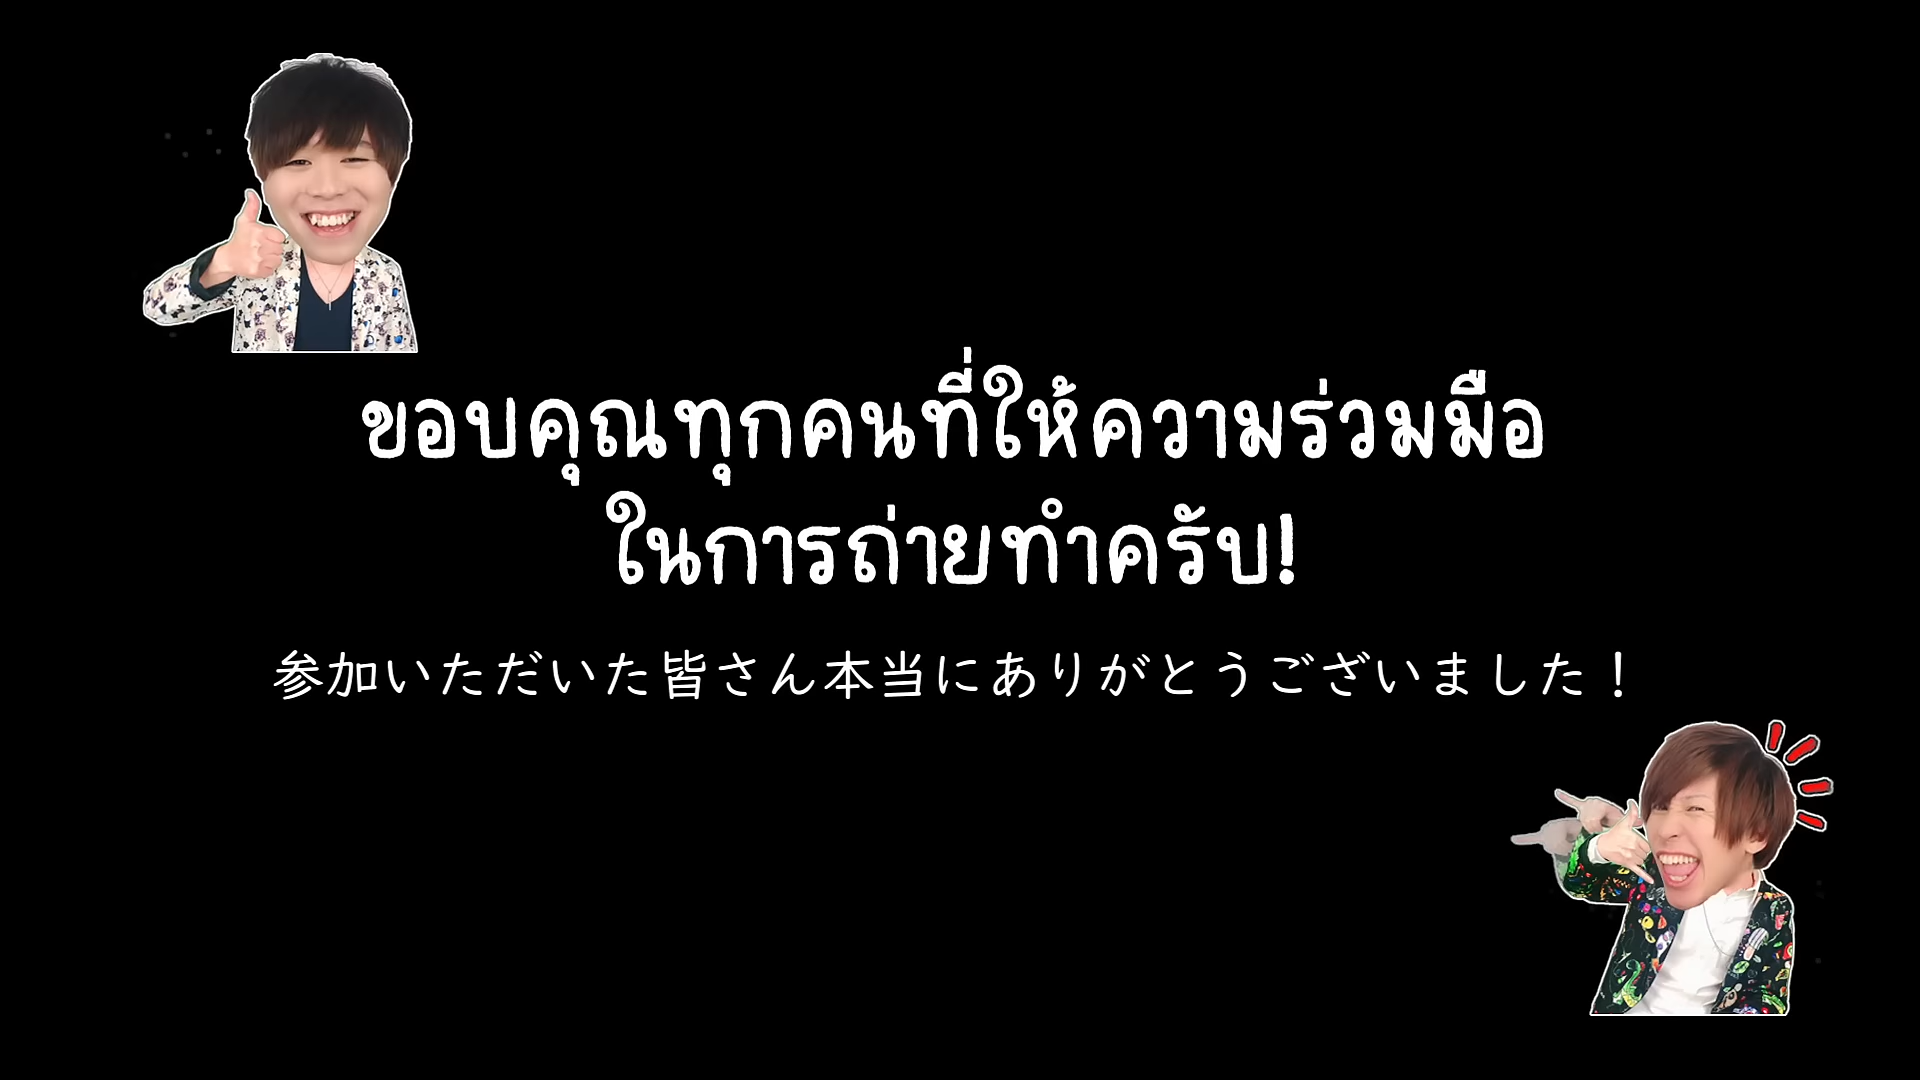 ขอบคุณทุกคนที่ให้ความร่วมมือ
ในการถ่ายทำครับ!
参加いただいた皆さん本当にありがとうございました！